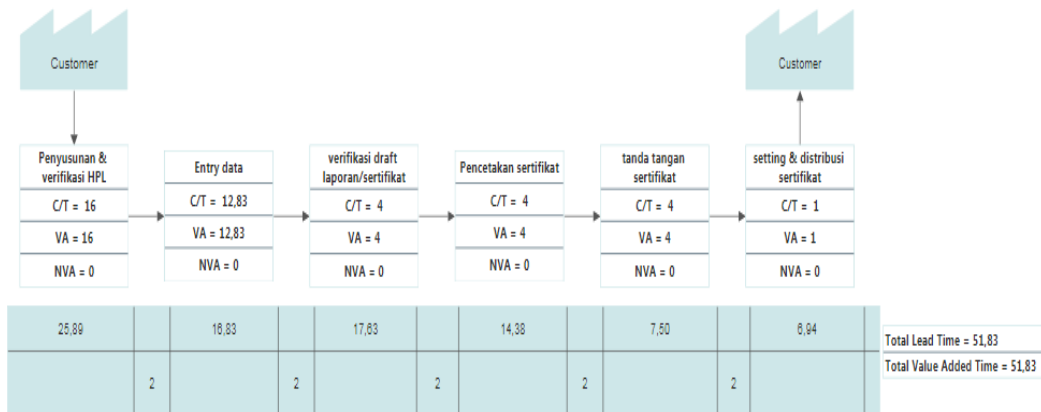 Customer
Customer
Penyusunan &
verifikasi HPL
C/T = 16
VA = 16
NVA = 0
Entry data
C/T = 12,83
VA = 12,83
NVA = 0
verifikasi draft
laporan/sertifikat
C/T = 4
VA = 4
NVA = 0
Pencetakan sertifikat
C/T = 4
VA = 4
NVA = 0
tanda tangan
sertifikat
C/T = 4
VA = 4
NVA = 0
setting & distribusi
sertifikat
C/T = 1
VA = 1
NVA = 0
25,89
16,83
17,63
14,38
7,50
6,94
2
2
2
2
2
Total Lead Time = 51,83
Total Value Added Time = 51,83